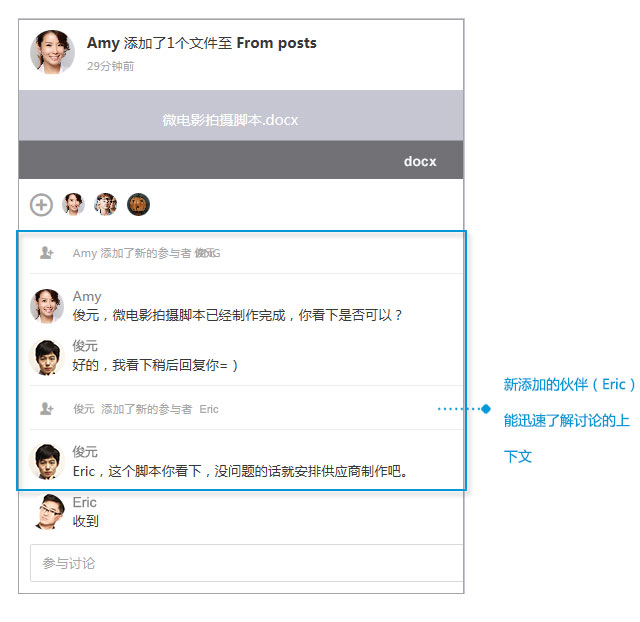 Amy 添加了1个文件至 From posts
29分钟前
微电影拍摄脚本.docx
docx
Amy 添加了新的参与者 俊元
Amy
俊元，微电影拍摄脚本已经制作完成，你看下是否可以？
俊元
好的，我看下稍后回复你=）
俊元 添加了新的参与者 Eric
俊元
Eric，这个脚本你看下，没问题的话就安排供应商制作吧。
Eric
收到
参与讨论
新添加的伙伴（Eric）
能迅速了解讨论的上
下文